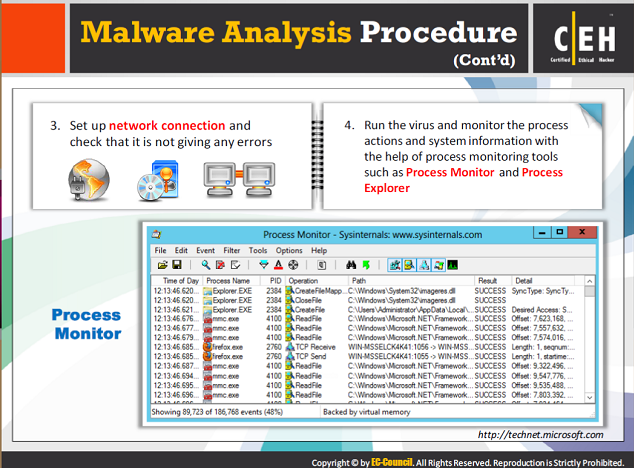 Malware Analysis Procedure
(Cont'd)
CEH
Certified Ethical Hacker
3. Set up network connection and
check that it is not giving any errors
4. Run the virus and monitor the process
actions and system information with
the help of process monitoring tools
such as Process Monitor and Process
Explorer
Process
Monitor
Process Monitor - Sysinternals: www.sysinternals.com
File Edit Event Filter Tools Options Help
Time of Day Process Name PID Operation Path Result Detail
12:13:46.620... Explorer.EXE 2384 CreateFileMapp... C:\Windows\System32\imageres.dll SUCCESS SyncType: SyncTy...
12:13:46.620... Explorer.EXE 2384 CloseFile C:\Windows\System32\imageres.dll SUCCESS
12:13:46.621... Explorer.EXE 2384 CreateFile C:\Users\Administrator\AppData\Local\... SUCCESS Desired Access: S...
12:13:46.676... mmc.exe 4100 ReadFile C:\Windows\Microsoft.NET\Framework... SUCCESS Offset: 7,623,168, ...
12:13:46.677... mmc.exe 4100 ReadFile C:\Windows\Microsoft.NET\Framework... SUCCESS Offset: 7,557,632, ...
12:13:46.679... mmc.exe 4100 ReadFile C:\Windows\Microsoft.NET\Framework... SUCCESS Offset: 7,574,016, ...
12:13:46.685... firefox.exe 2760 TCP Receive WIN-MSSELCK4K41:1056 -> WIN-MSS... SUCCESS Length: 1, seqnum:...
12:13:46.685... firefox.exe 2760 TCP Send WIN-MSSELCK4K41:1055 -> WIN-MSS... SUCCESS Length: 1, startime:...
12:13:46.687... mmc.exe 4100 ReadFile C:\Windows\Microsoft.NET\Framework... SUCCESS Offset: 9,322,496, ...
12:13:46.694... mmc.exe 4100 ReadFile C:\Windows\Microsoft.NET\Framework... SUCCESS Offset: 9,547,776, ...
12:13:46.695... mmc.exe 4100 ReadFile C:\Windows\Microsoft.NET\Framework... SUCCESS Offset: 9,535,488, ...
12:13:46.696... mmc.exe 4100 ReadFile C:\Windows\Microsoft.NET\Framework... SUCCESS Offset: 7,803,392, ...
Showing 89,723 of 186,768 events (48%) Backed by virtual memory
http://technet.microsoft.com
Copyright © by EC-Council. All Rights Reserved. Reproduction is Strictly Prohibited.